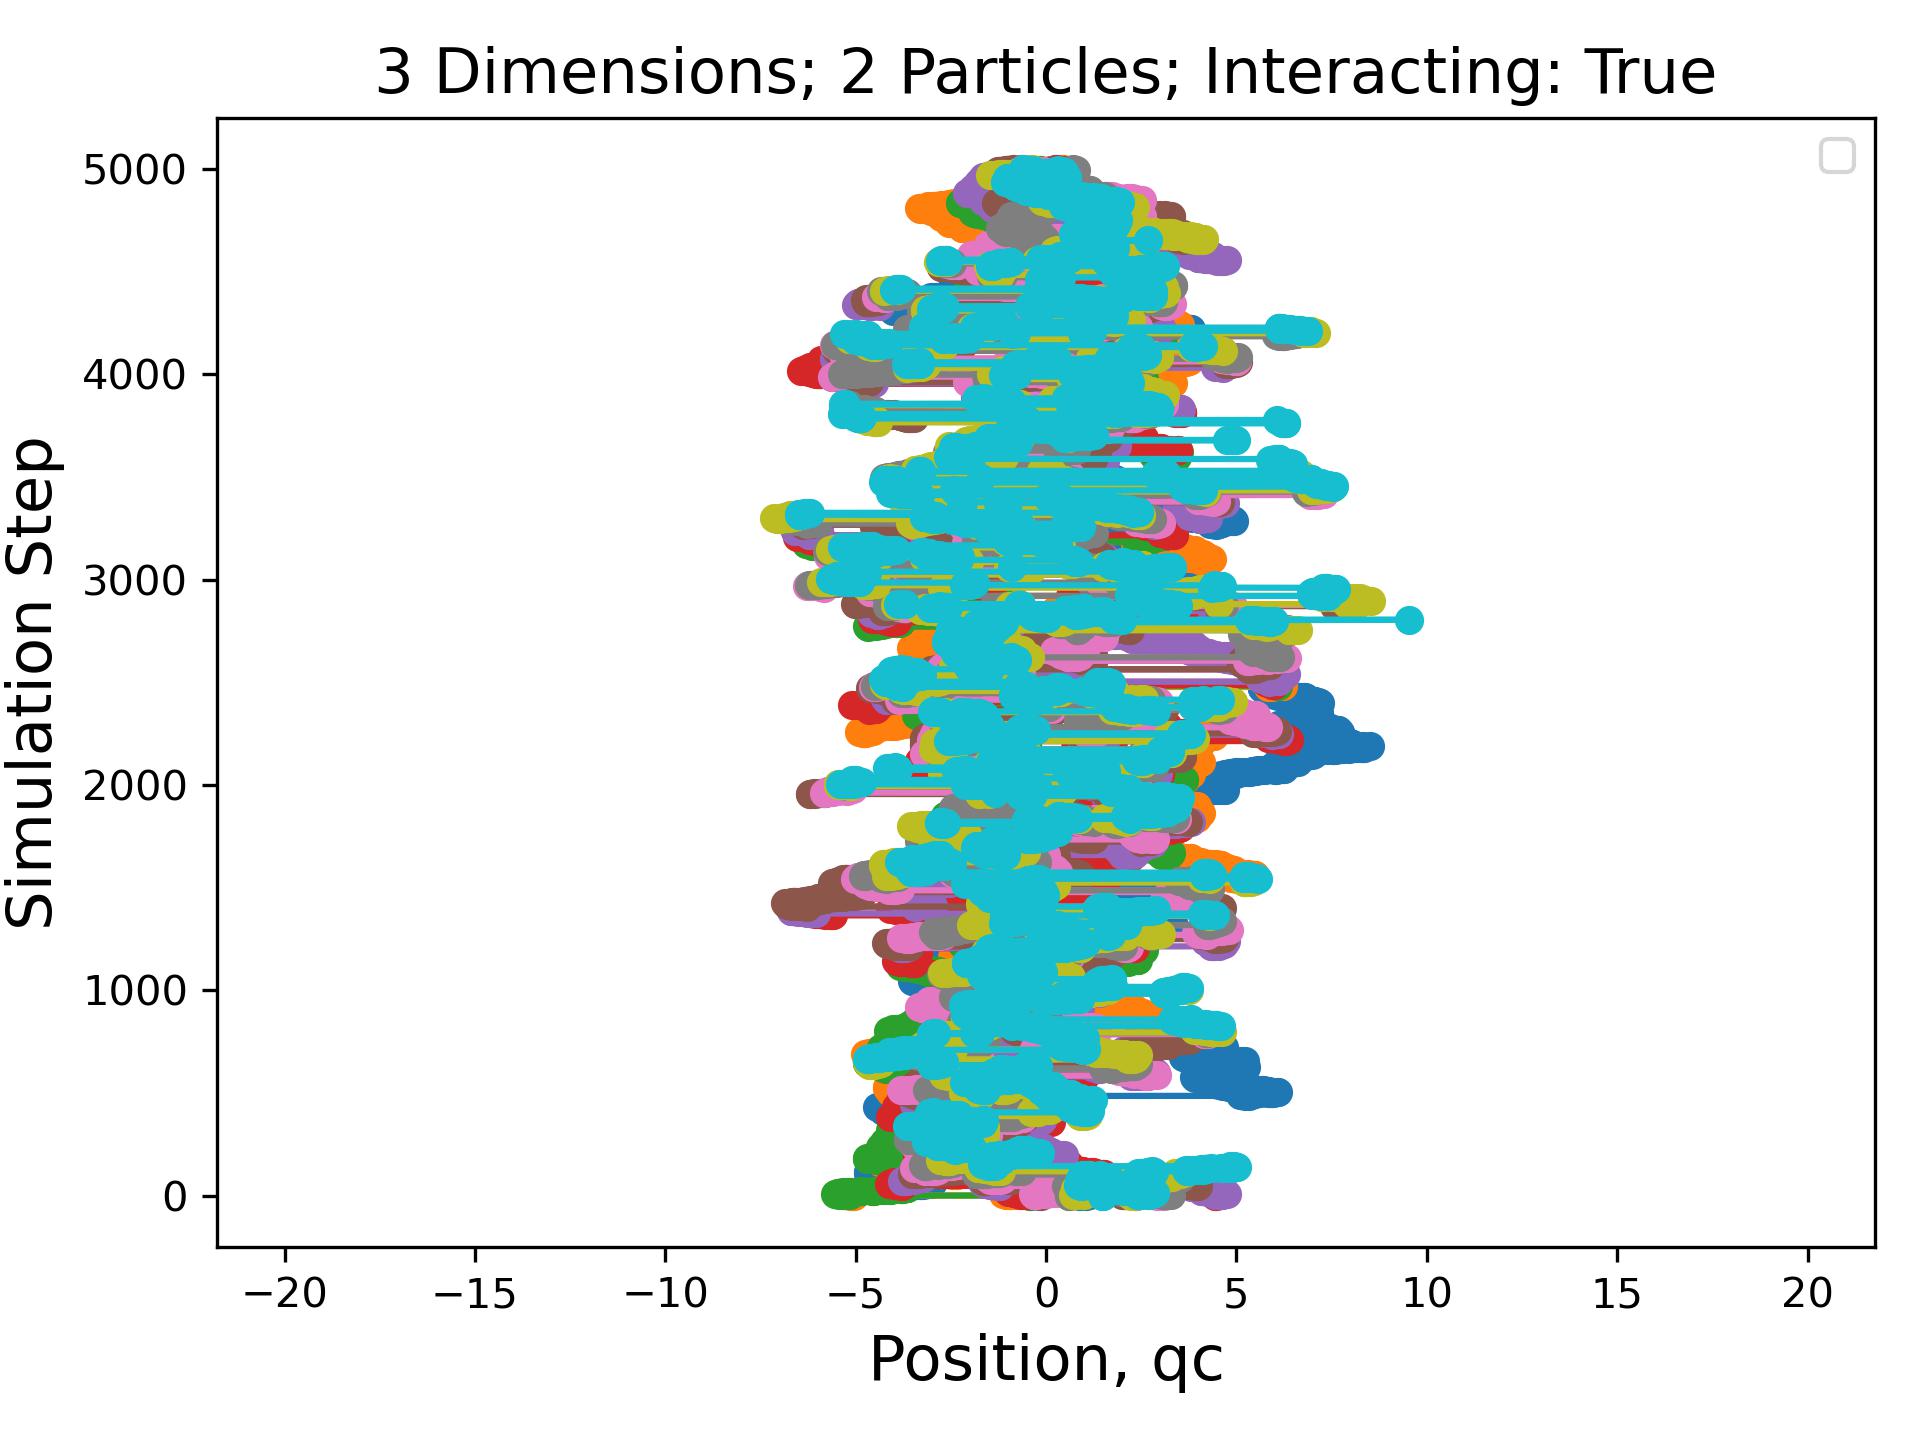 3 Dimensions; 2 Particles; Interacting: True
5000
4000
3000
2000
1000
0
Simulation Step
−20 −15 −10 −5 0 5 10 15 20
Position, qc